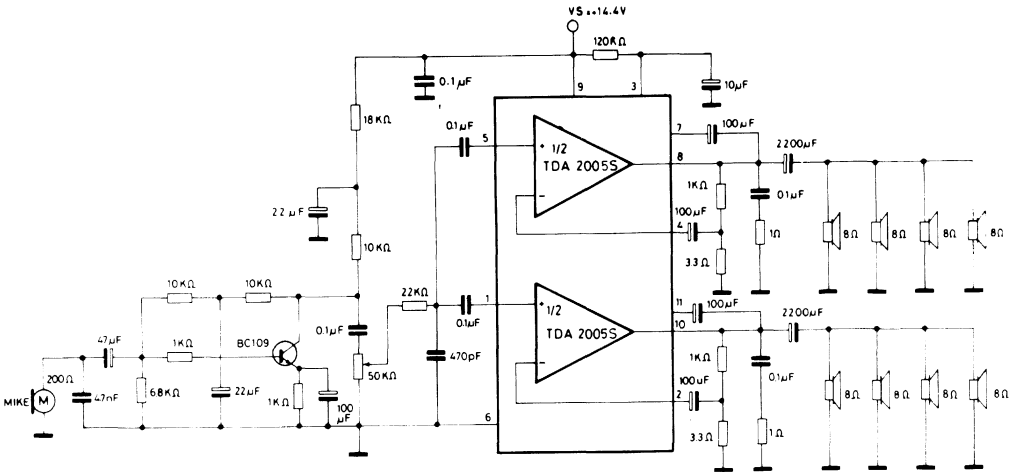 VS=+14.4V
120RΩ
0.1µF
9
3
10µF
18KΩ
0.1µF
5
7
100µF
1/2
TDA 2005S
8
2200µF
22µF
1KΩ
0.1µF
100µF
4
1Ω
8Ω
8Ω
8Ω
8Ω
10KΩ
3.3Ω
10KΩ
10KΩ
22KΩ
1
0.1µF
11
100µF
1/2
TDA 2005S
10
2200µF
0.1µF
47µF
1KΩ
BC109
470pF
50KΩ
1KΩ
0.1µF
200Ω
MIKE
M
47nF
68KΩ
22µF
1KΩ
100
µF
100µF
2
8Ω
8Ω
8Ω
8Ω
6
3.3Ω
1Ω